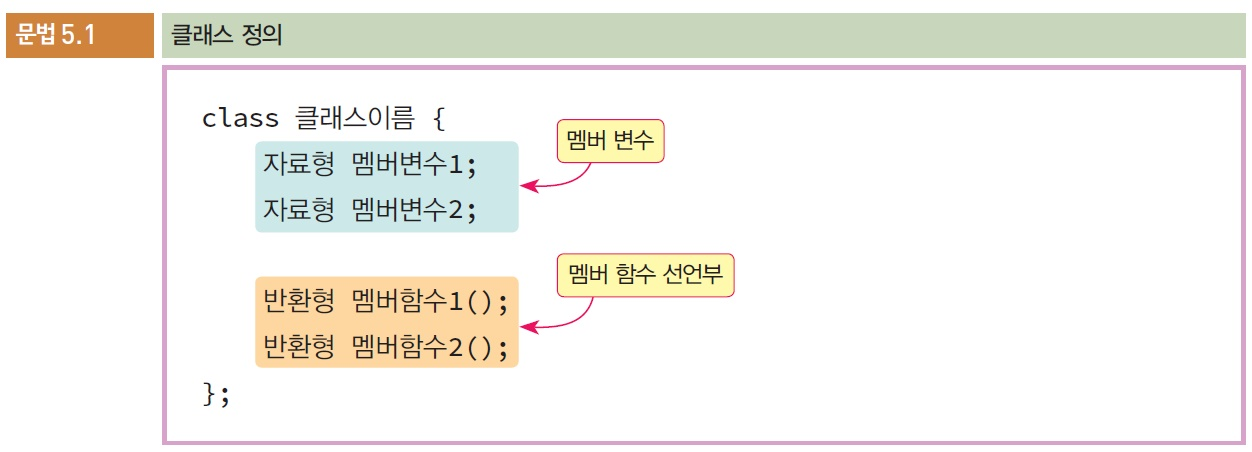 문법 5.1
클래스 정의
class 클래스이름 {
멤버 변수
자료형 멤버변수1;
자료형 멤버변수2;
멤버 함수 선언부
반환형 멤버함수1();
반환형 멤버함수2();
};